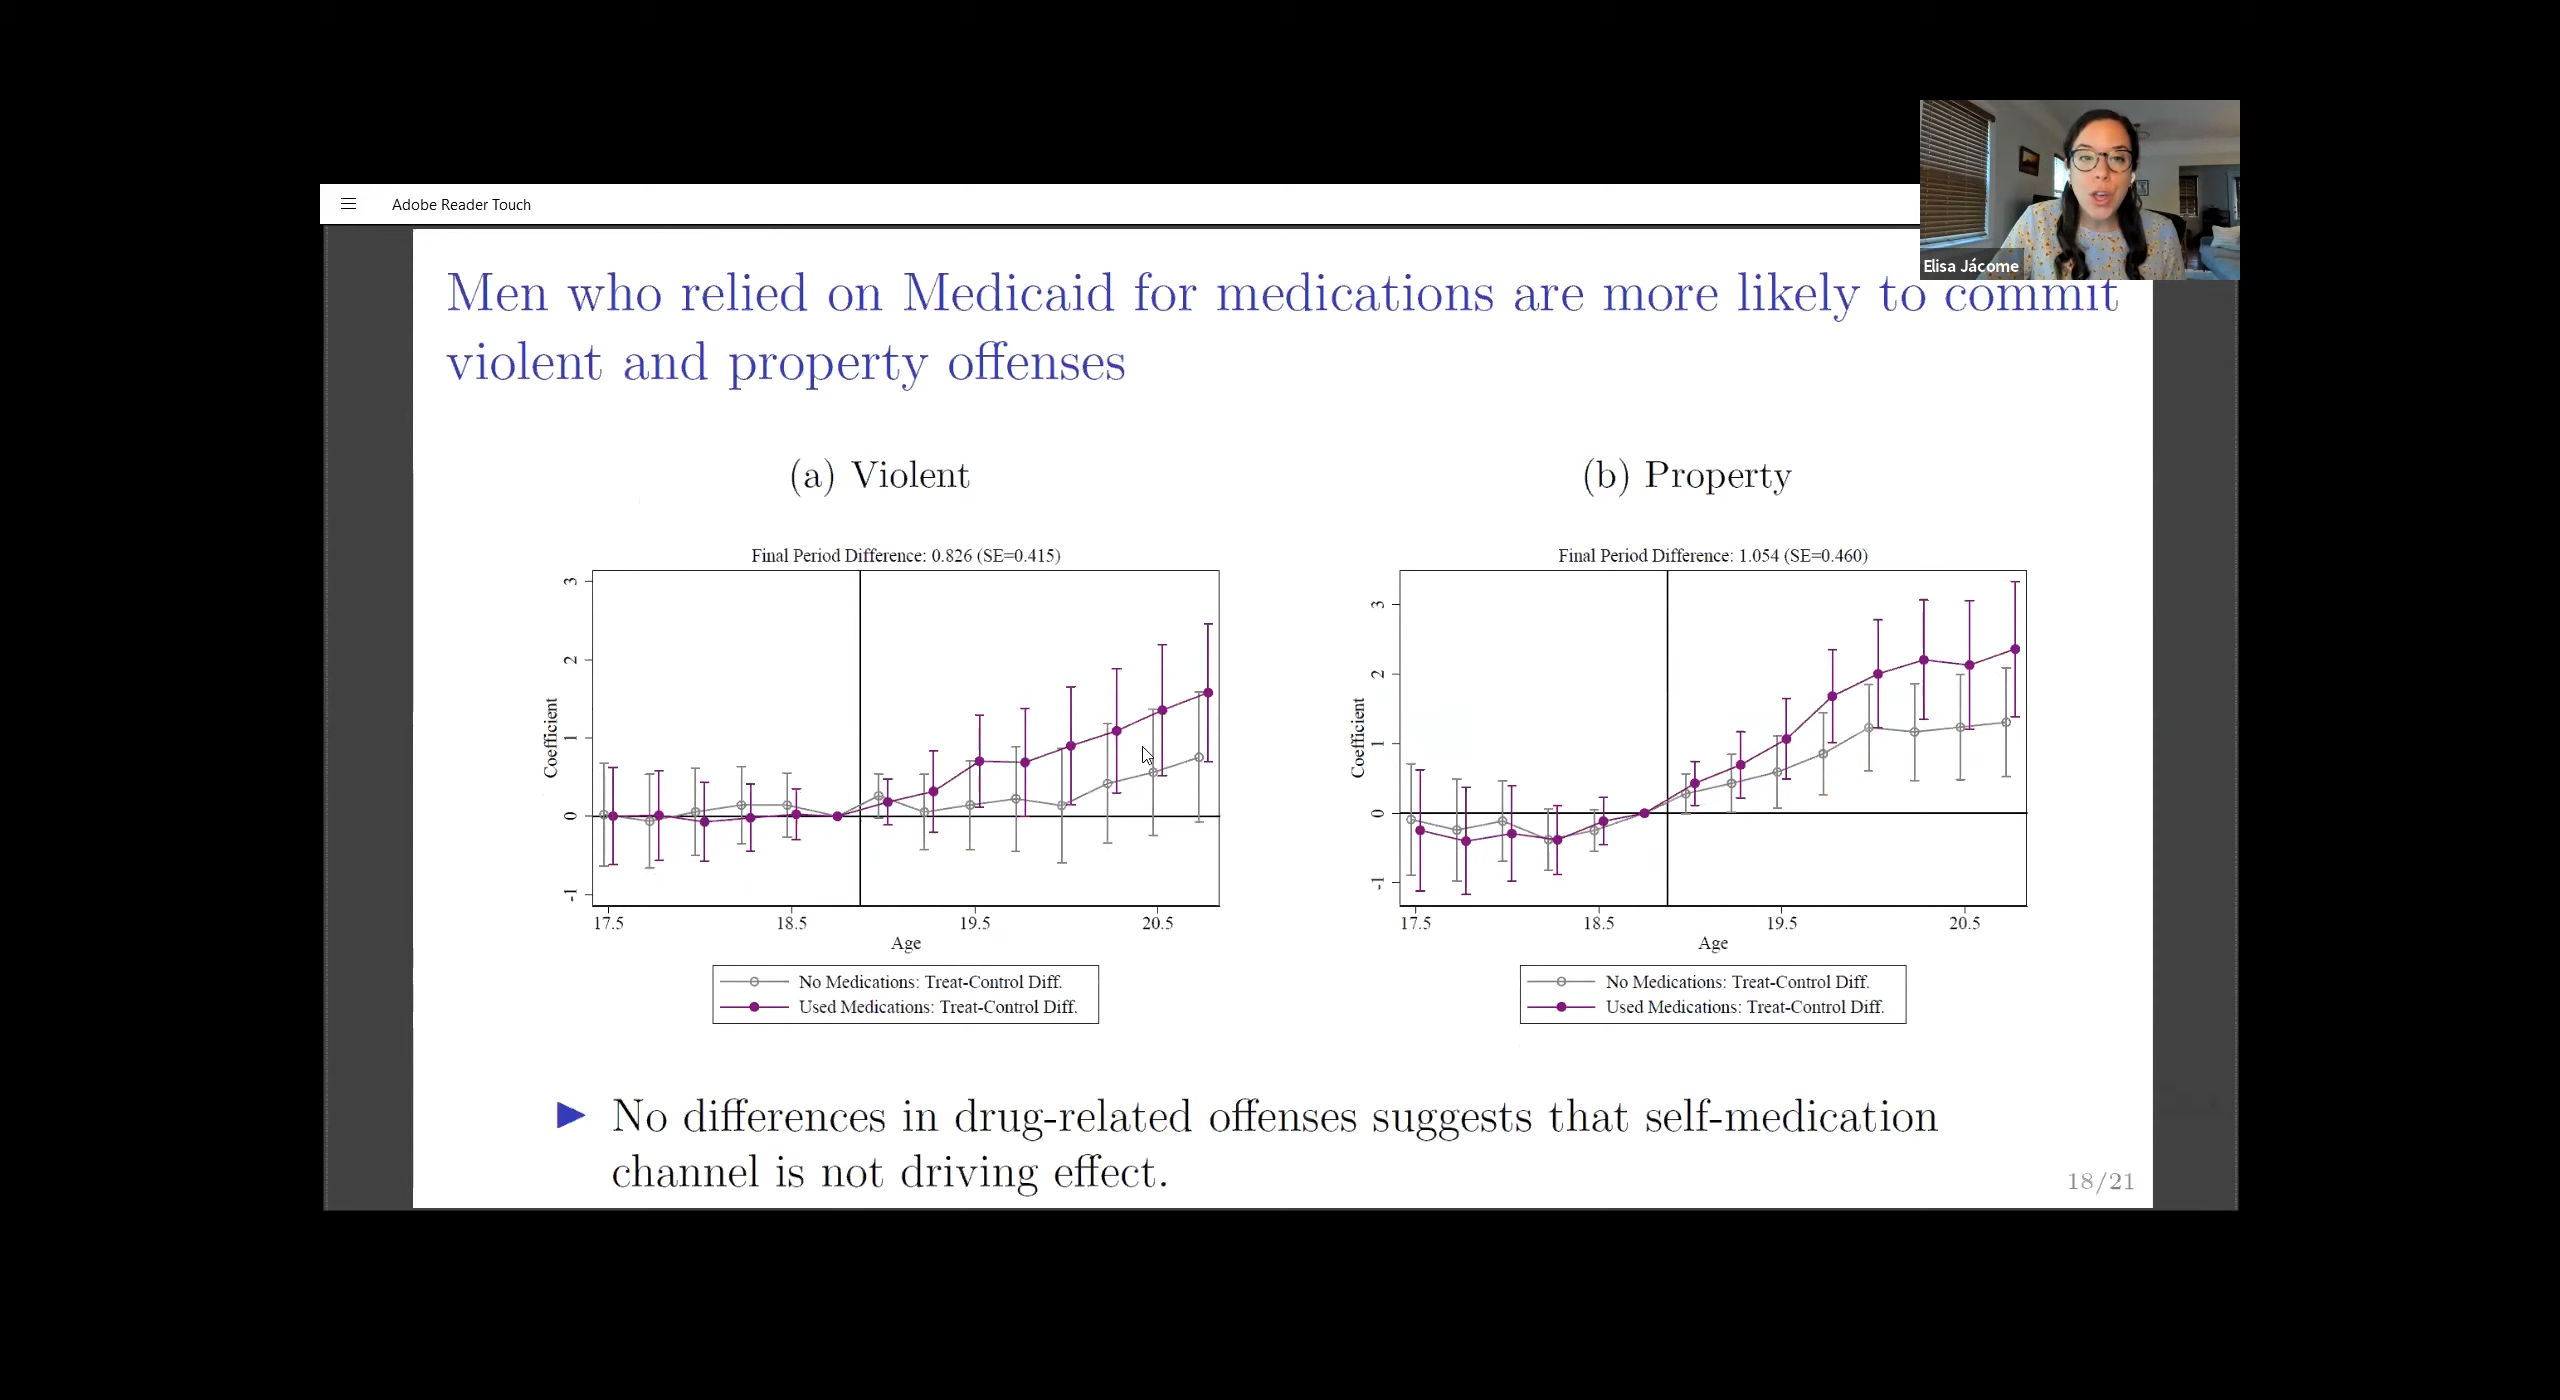 Adobe Reader Touch
Elisa Jácome
Men who relied on Medicaid for medications are more likely to commit
violent and property offenses
(a) Violent
Final Period Difference: 0.826 (SE=0.415)
3
2
1
0
-1
Coefficient
17.5
18.5
19.5
20.5
Age
No Medications: Treat-Control Diff.
Used Medications: Treat-Control Diff.
(b) Property
Final Period Difference: 1.054 (SE=0.460)
3
2
1
0
-1
Coefficient
17.5
18.5
19.5
20.5
Age
No Medications: Treat-Control Diff.
Used Medications: Treat-Control Diff.
No differences in drug-related offenses suggests that self-medication
channel is not driving effect.
18/21